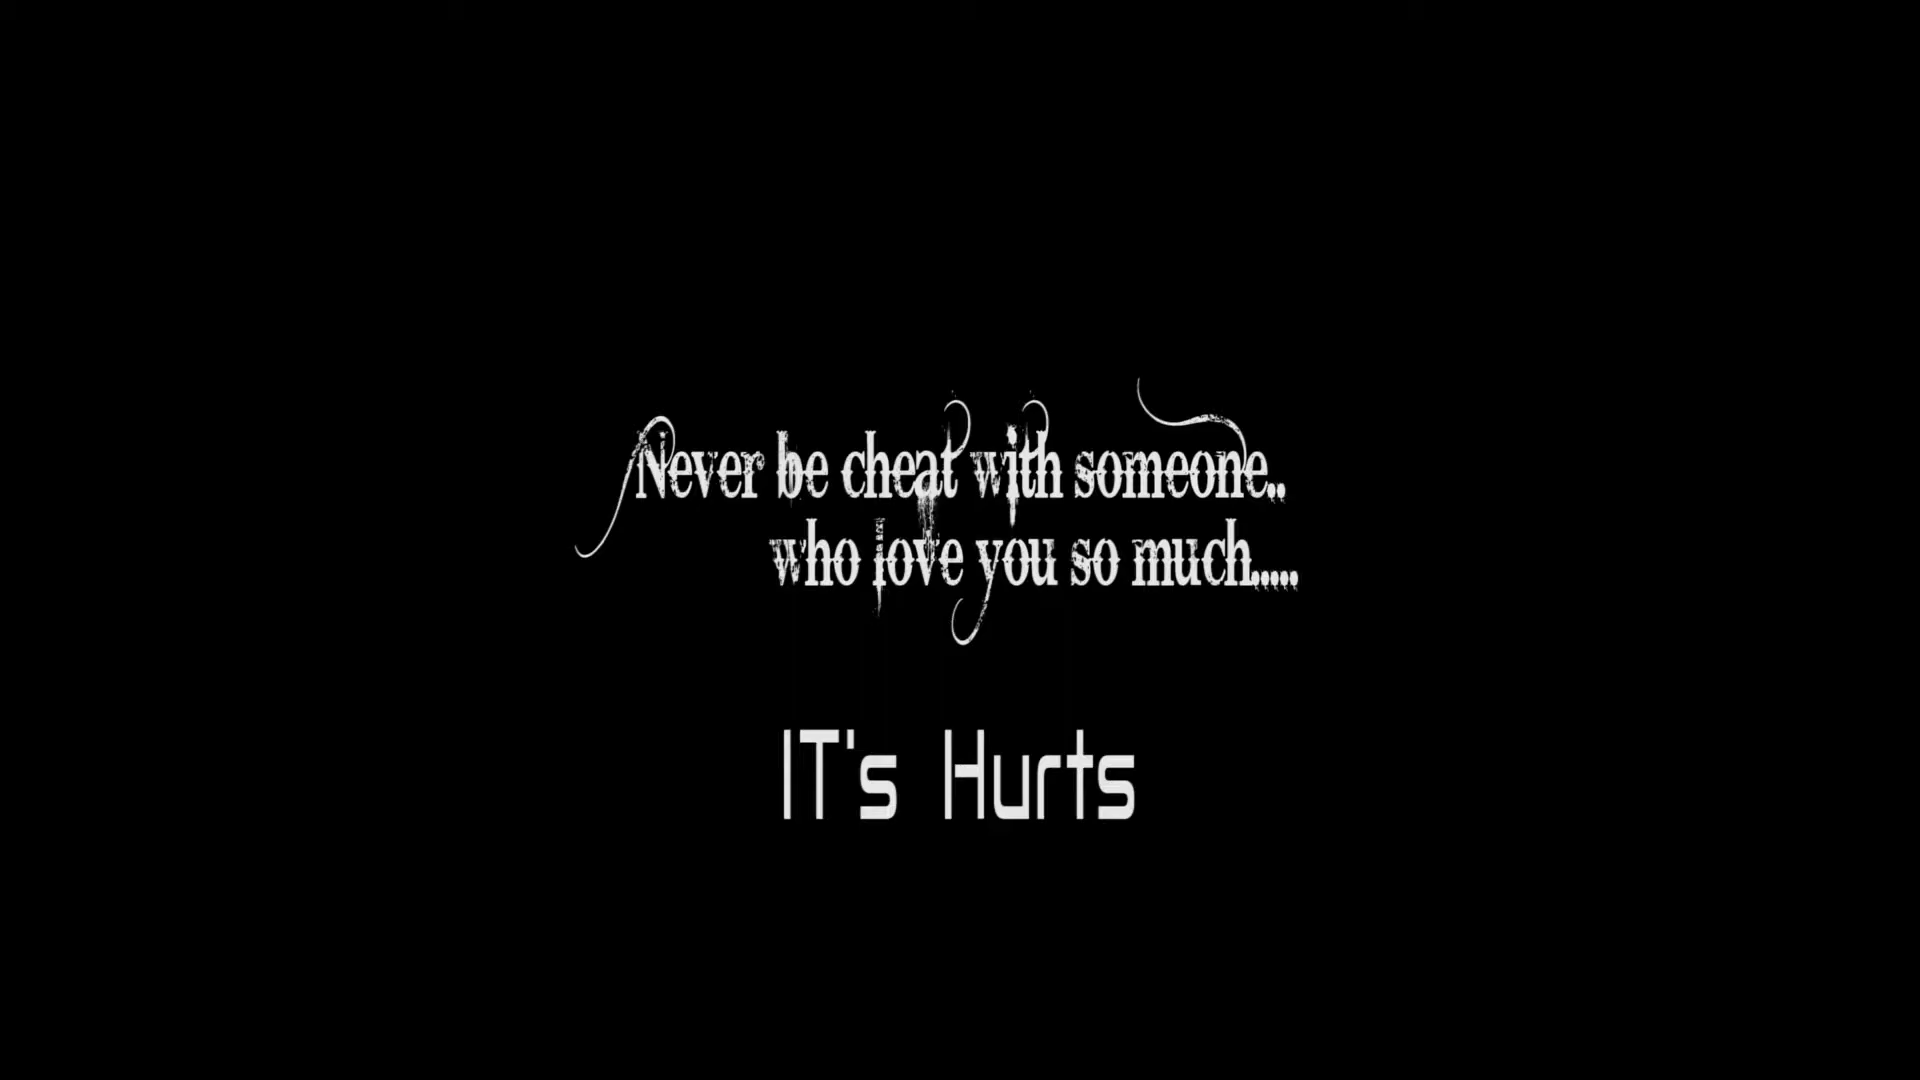 Never be cheat with someone..
who love you so much.....
IT's Hurts